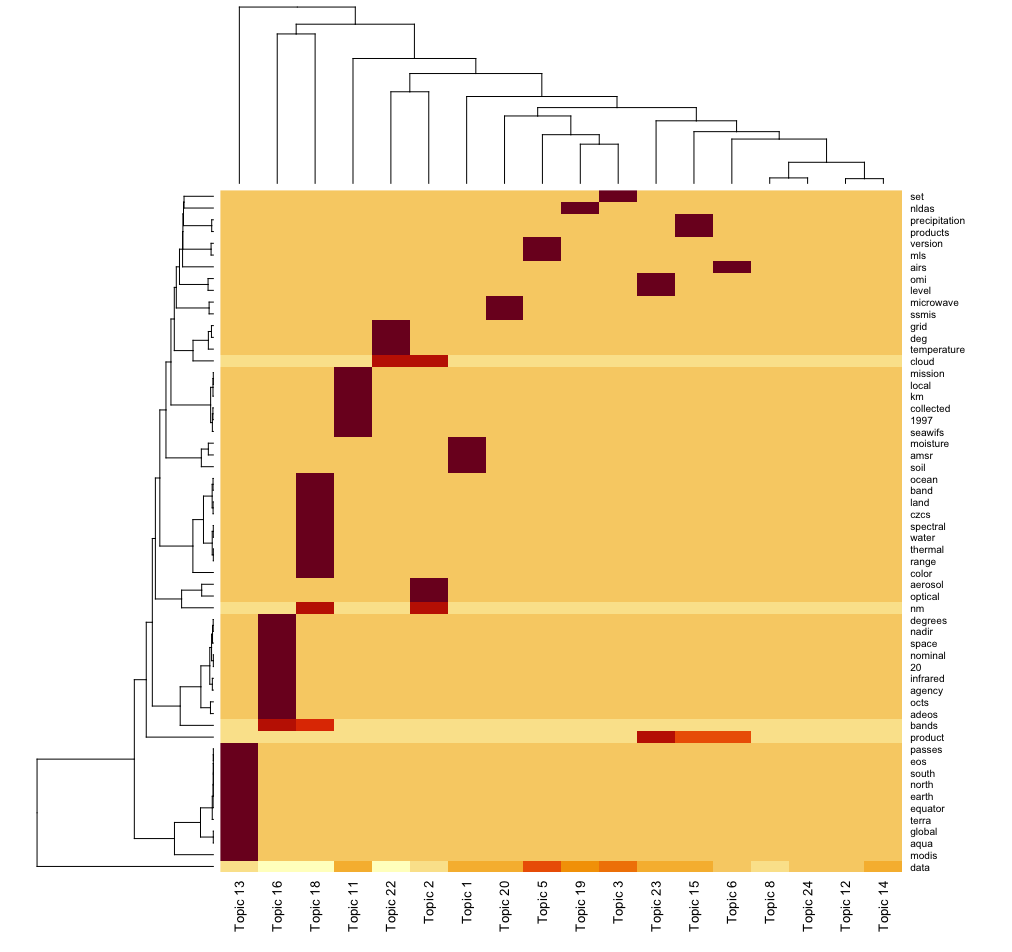 set
nldas
precipitation
products
version
mls
airs
omi
level
microwave
ssmis
grid
deg
temperature
cloud
mission
local
km
collected
1997
seawifs
moisture
amsr
soil
ocean
band
land
czcs
spectral
water
thermal
range
color
aerosol
optical
nm
degrees
nadir
space
nominal
20
infrared
agency
octs
adeos
bands
product
passes
eos
south
north
earth
equator
terra
global
aqua
modis
data
Topic 13
Topic 16
Topic 18
Topic 11
Topic 22
Topic 2
Topic 1
Topic 20
Topic 5
Topic 19
Topic 3
Topic 23
Topic 15
Topic 6
Topic 8
Topic 24
Topic 12
Topic 14